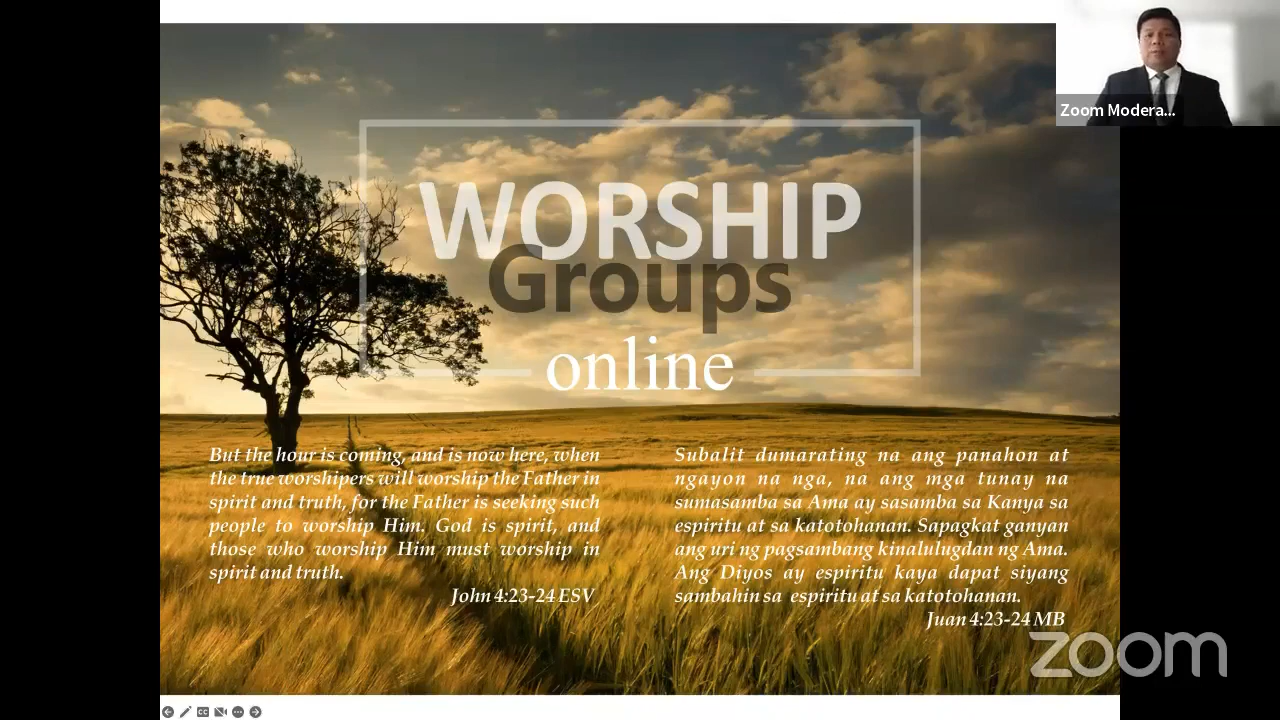 Zoom Modera...
WORSHIP
Groups
online
But the hour is coming, and is now here, when
the true worshipers will worship the Father in
spirit and truth, for the Father is seeking such
people to worship Him. God is spirit, and
those who worship Him must worship in
spirit and truth.
John 4:23-24 ESV
Subalit dumarating na ang panahon at
ngayon na nga, na ang mga tunay na
sumasamba sa Ama ay sasamba sa Kanya sa
espiritu at sa katotohanan. Sapagkat ganyan
ang uri ng pagsambang kinalulugdan ng Ama.
Ang Diyos ay espiritu kaya dapat siyang
sambahin sa espiritu at sa katotohanan.
Juan 4:23-24 MB
zoom
CC